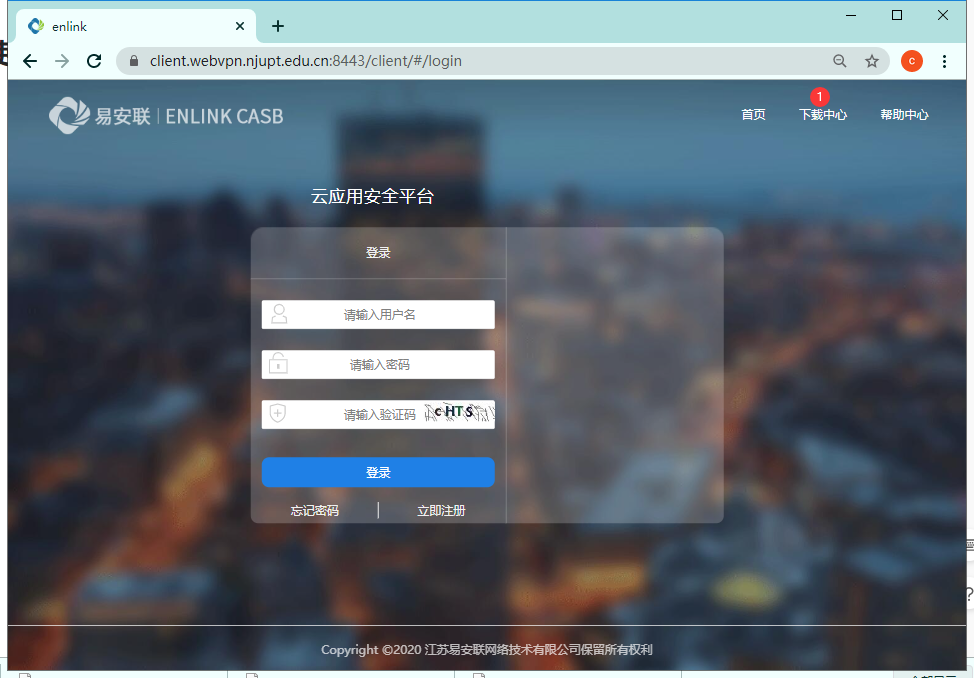 enlink
client.webvpn.njupt.edu.cn:8443/client/#/login
c
易安联 | ENLINK CASB
首页
1
下载中心
帮助中心
云应用安全平台
登录
请输入用户名
请输入密码
请输入验证码
cHTS
登录
忘记密码 | 立即注册
Copyright ©2020 江苏易安联网络技术有限公司保留所有权利